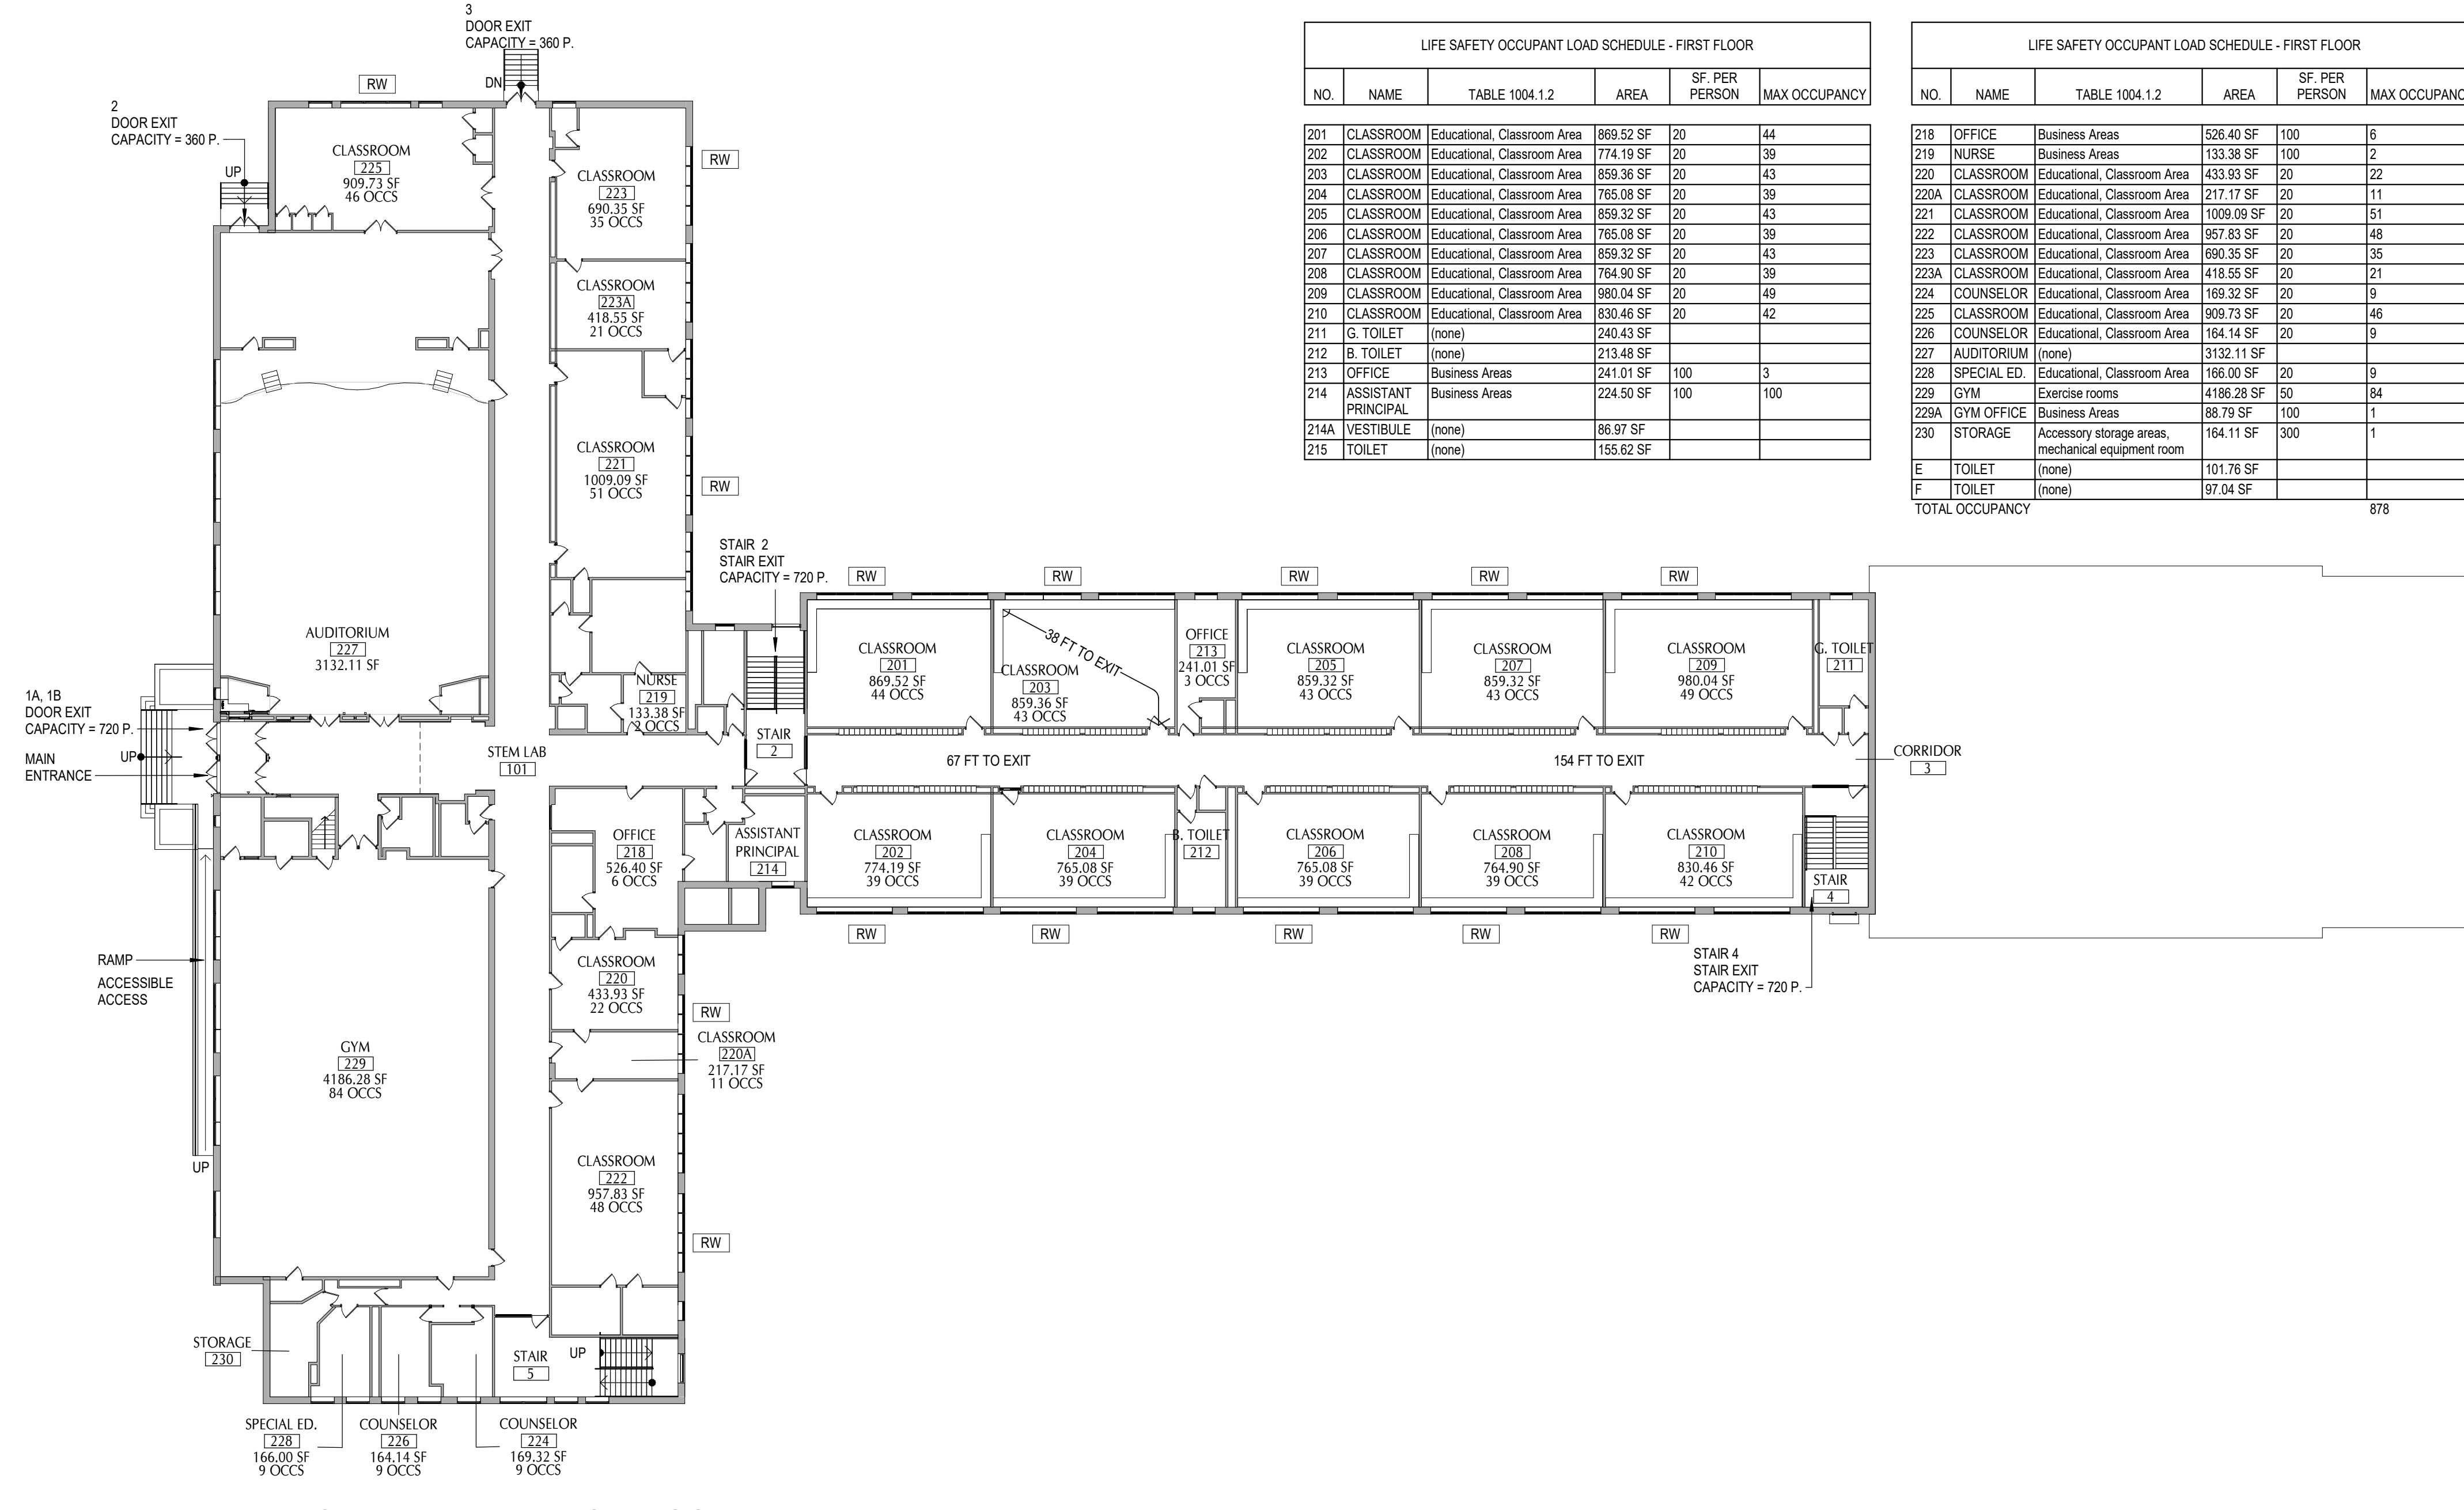 3
DOOR EXIT
CAPACITY = 360 P.
DN
RW
2
DOOR EXIT
CAPACITY = 360 P.
UP
CLASSROOM
225
909.73 SF
46 OCCS
CLASSROOM
223
690.35 SF
35 OCCS
RW
CLASSROOM
223A
418.55 SF
21 OCCS
CLASSROOM
221
1009.09 SF
51 OCCS
RW
LIFE SAFETY OCCUPANT LOAD SCHEDULE - FIRST FLOOR
NO. NAME TABLE 1004.1.2 AREA SF. PER PERSON MAX OCCUPANCY
201 CLASSROOM Educational, Classroom Area 869.52 SF 20 44
202 CLASSROOM Educational, Classroom Area 774.19 SF 20 39
203 CLASSROOM Educational, Classroom Area 859.36 SF 20 43
204 CLASSROOM Educational, Classroom Area 765.08 SF 20 39
205 CLASSROOM Educational, Classroom Area 859.32 SF 20 43
206 CLASSROOM Educational, Classroom Area 765.08 SF 20 39
207 CLASSROOM Educational, Classroom Area 859.32 SF 20 43
208 CLASSROOM Educational, Classroom Area 764.90 SF 20 39
209 CLASSROOM Educational, Classroom Area 980.04 SF 20 49
210 CLASSROOM Educational, Classroom Area 830.46 SF 20 42
211 G. TOILET (none) 240.43 SF
212 B. TOILET (none) 213.48 SF
213 OFFICE Business Areas 241.01 SF 100 3
214 ASSISTANT PRINCIPAL Business Areas 224.50 SF 100 100
214A VESTIBULE (none) 86.97 SF
215 TOILET (none) 155.62 SF
LIFE SAFETY OCCUPANT LOAD SCHEDULE - FIRST FLOOR
NO. NAME TABLE 1004.1.2 AREA SF. PER PERSON MAX OCCUPANC
218 OFFICE Business Areas 526.40 SF 100 6
219 NURSE Business Areas 133.38 SF 100 2
220 CLASSROOM Educational, Classroom Area 433.93 SF 20 22
220A CLASSROOM Educational, Classroom Area 217.17 SF 20 11
221 CLASSROOM Educational, Classroom Area 1009.09 SF 20 51
222 CLASSROOM Educational, Classroom Area 957.83 SF 20 48
223 CLASSROOM Educational, Classroom Area 690.35 SF 20 35
223A CLASSROOM Educational, Classroom Area 418.55 SF 20 21
224 COUNSELOR Educational, Classroom Area 169.32 SF 20 9
225 CLASSROOM Educational, Classroom Area 909.73 SF 20 46
226 COUNSELOR Educational, Classroom Area 164.14 SF 20 9
227 AUDITORIUM (none) 3132.11 SF
228 SPECIAL ED. Educational, Classroom Area 166.00 SF 20 9
229 GYM Exercise rooms 4186.28 SF 50 84
229A GYM OFFICE Business Areas 88.79 SF 100 1
230 STORAGE Accessory storage areas, mechanical equipment room 164.11 SF 300 1
E TOILET (none) 101.76 SF
F TOILET (none) 97.04 SF
TOTAL OCCUPANCY 878
STAIR 2
STAIR EXIT
CAPACITY = 720 P.
RW
RW
RW
RW
RW
AUDITORIUM
227
3132.11 SF
NURSE
219
133.38 SF
2 OCCS
STAIR
2
CLASSROOM
201
869.52 SF
44 OCCS
38 FT TO EXIT
CLASSROOM
203
859.36 SF
43 OCCS
OFFICE
213
241.01 SF
3 OCCS
CLASSROOM
205
859.32 SF
43 OCCS
CLASSROOM
207
859.32 SF
43 OCCS
CLASSROOM
209
980.04 SF
49 OCCS
G. TOILET
211
1A, 1B
DOOR EXIT
CAPACITY = 720 P.
MAIN
ENTRANCE
UP
STEM LAB
101
67 FT TO EXIT
154 FT TO EXIT
CORRIDOR
3
OFFICE
218
526.40 SF
6 OCCS
ASSISTANT
PRINCIPAL
214
CLASSROOM
202
774.19 SF
39 OCCS
CLASSROOM
204
765.08 SF
39 OCCS
B. TOILET
212
CLASSROOM
206
765.08 SF
39 OCCS
CLASSROOM
208
764.90 SF
39 OCCS
CLASSROOM
210
830.46 SF
42 OCCS
STAIR
4
RW
RW
RW
RW
RW
STAIR 4
STAIR EXIT
CAPACITY = 720 P.
RAMP
ACCESSIBLE
ACCESS
UP
CLASSROOM
220
433.93 SF
22 OCCS
RW
CLASSROOM
220A
217.17 SF
11 OCCS
GYM
229
4186.28 SF
84 OCCS
CLASSROOM
222
957.83 SF
48 OCCS
RW
STORAGE
230
STAIR
5
UP
SPECIAL ED.
228
166.00 SF
9 OCCS
COUNSELOR
226
164.14 SF
9 OCCS
COUNSELOR
224
169.32 SF
9 OCCS